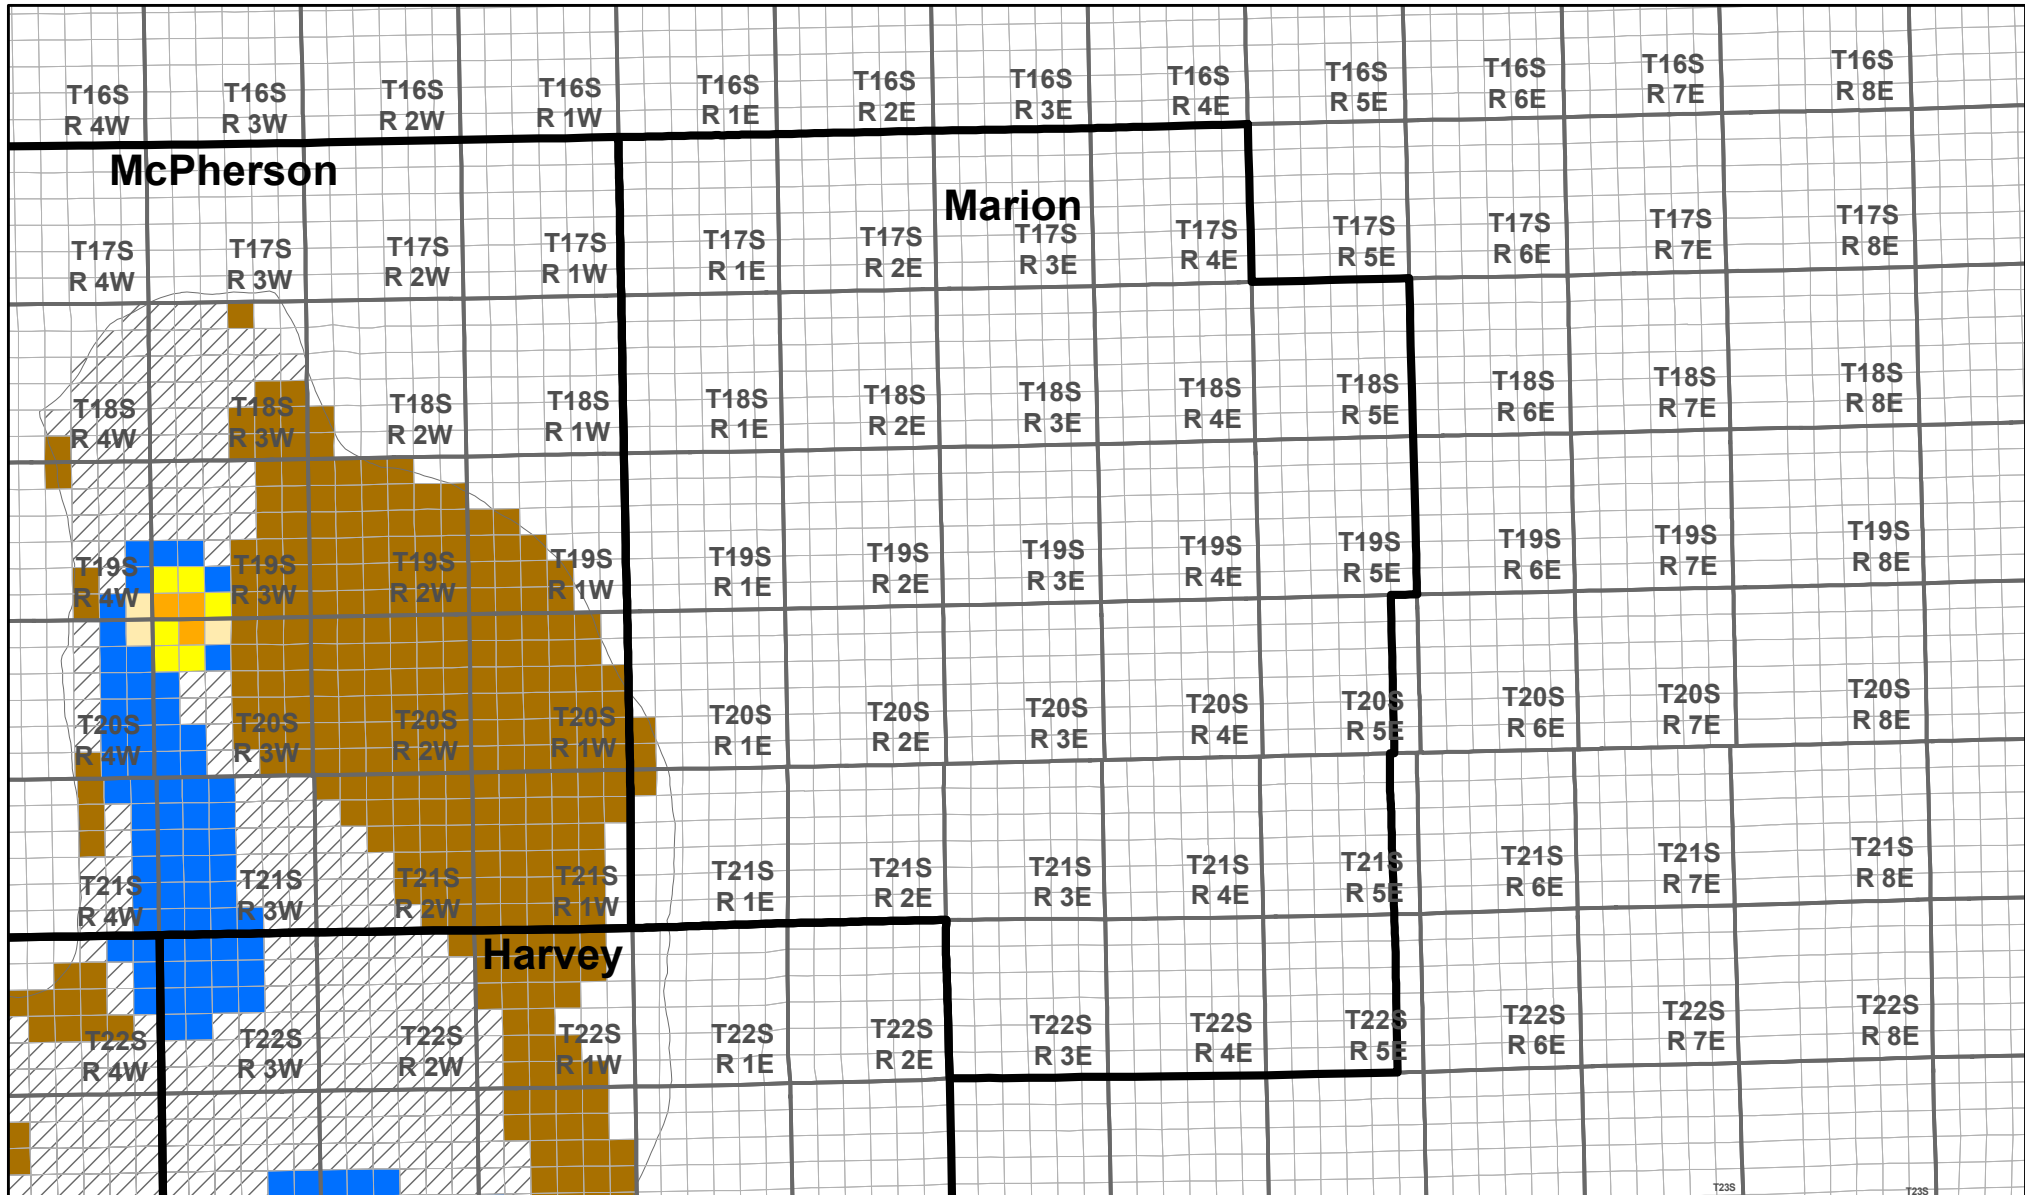 T16S T16S T16S T16S T16S T16S T16S T16S T16S T16S T16S T16S
R 4W R 3W R 2W R 1W R 1E R 2E R 3E R 4E R 5E R 6E R 7E R 8E
McPherson
Marion
T17S T17S T17S T17S T17S T17S T17S T17S T17S T17S T17S T17S
R 4W R 3W R 2W R 1W R 1E R 2E R 3E R 4E R 5E R 6E R 7E R 8E
T18S T18S T18S T18S T18S T18S T18S T18S T18S T18S T18S T18S
R 4W R 3W R 2W R 1W R 1E R 2E R 3E R 4E R 5E R 6E R 7E R 8E
T19S T19S T19S T19S T19S T19S T19S T19S T19S T19S T19S T19S
R 4W R 3W R 2W R 1W R 1E R 2E R 3E R 4E R 5E R 6E R 7E R 8E
T20S T20S T20S T20S T20S T20S T20S T20S T20S T20S T20S T20S
R 4W R 3W R 2W R 1W R 1E R 2E R 3E R 4E R 5E R 6E R 7E R 8E
T21S T21S T21S T21S T21S T21S T21S T21S T21S T21S T21S T21S
R 4W R 3W R 2W R 1W R 1E R 2E R 3E R 4E R 5E R 6E R 7E R 8E
Harvey
T22S T22S T22S T22S T22S T22S T22S T22S T22S T22S T22S T22S
R 4W R 3W R 2W R 1W R 1E R 2E R 3E R 4E R 5E R 6E R 7E R 8E
T23S T23S